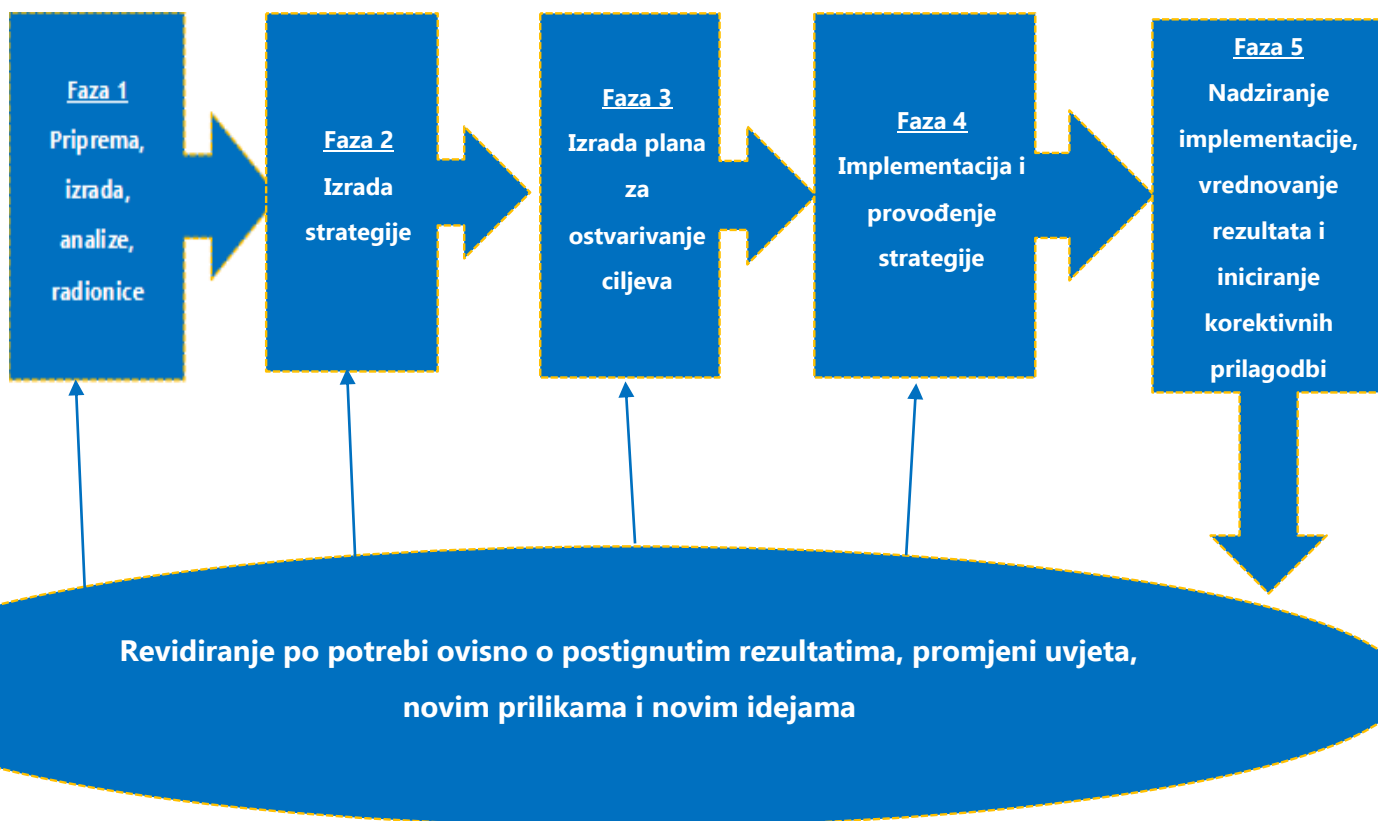 Faza 1
Priprema,
izrada,
analize,
radionice
Faza 2
Izrada
strategije
Faza 3
Izrada plana
za
ostvarivanje
ciljeva
Faza 4
Implementacija i
provođenje
strategije
Faza 5
Nadziranje
implementacije,
vrednovanje
rezultata i
iniciranje
korektivnih
prilagodbi
Revidiranje po potrebi ovisno o postignutim rezultatima, promjeni uvjeta,
novim prilikama i novim idejama